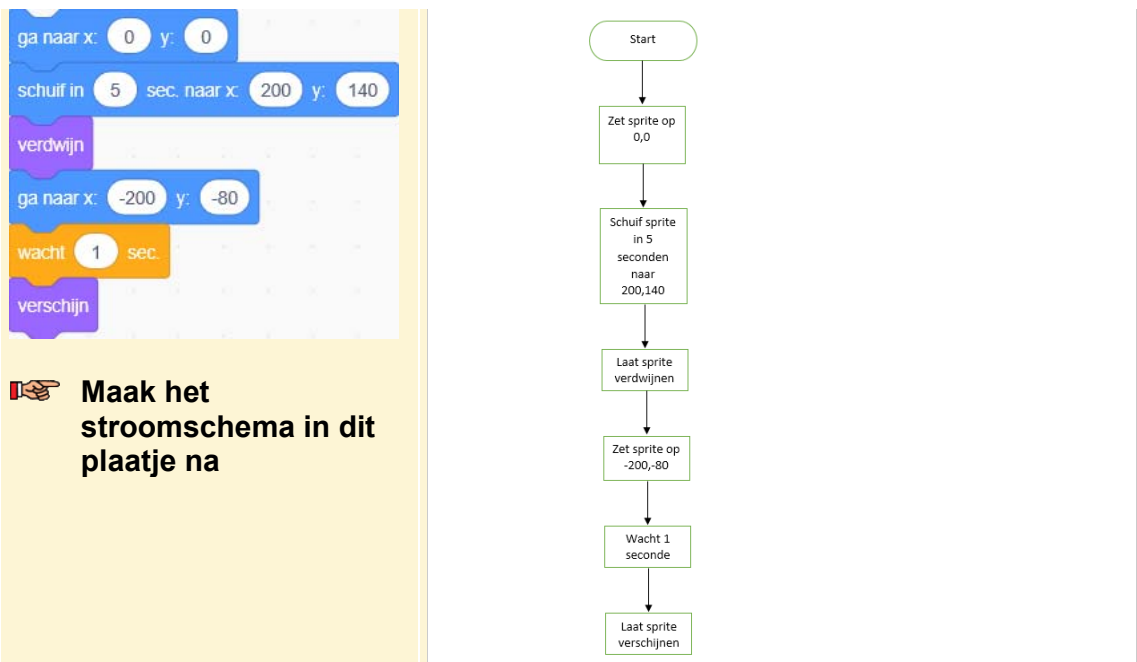 ga naar x: 0 y: 0
schuif in 5 sec. naar x: 200 y: 140
verdwijn
ga naar x: -200 y: -80
wacht 1 sec.
verschijn
Maak het
stroomschema in dit
plaatje na
Start
Zet sprite op
0,0
Schuif sprite
in 5
seconden
naar
200,140
Laat sprite
verdwijnen
Zet sprite op
-200,-80
Wacht 1
seconde
Laat sprite
verschijnen